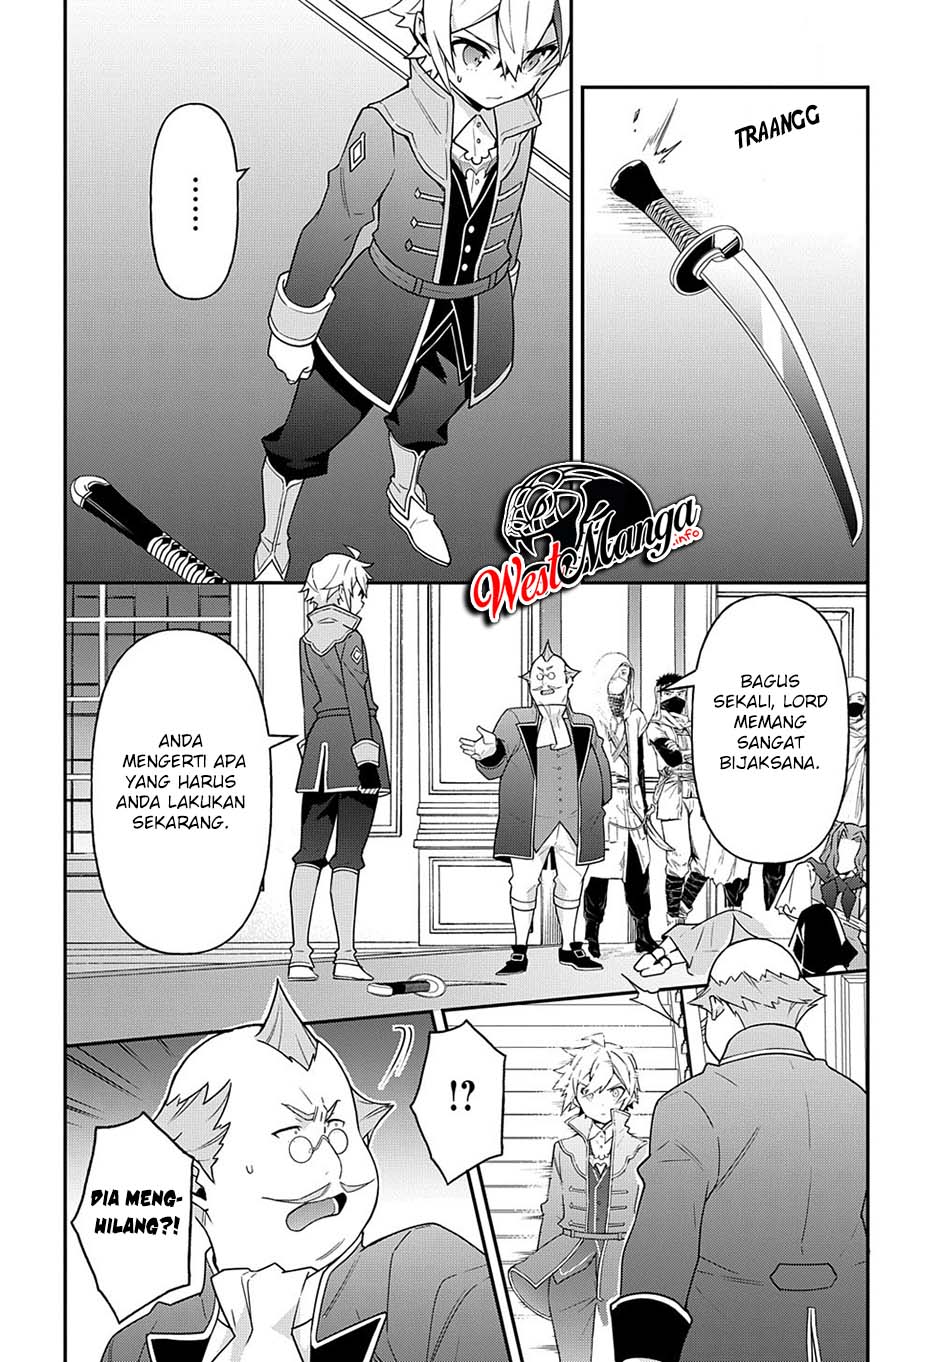 TRAANGG
......
WestManga
.info
BAGUS
SEKALI, LORD
MEMANG
SANGAT
BIJAKSANA.
ANDA
MENGERTI APA
YANG HARUS
ANDA LAKUKAN
SEKARANG.
!?
DIA MENG-
HILANG?!